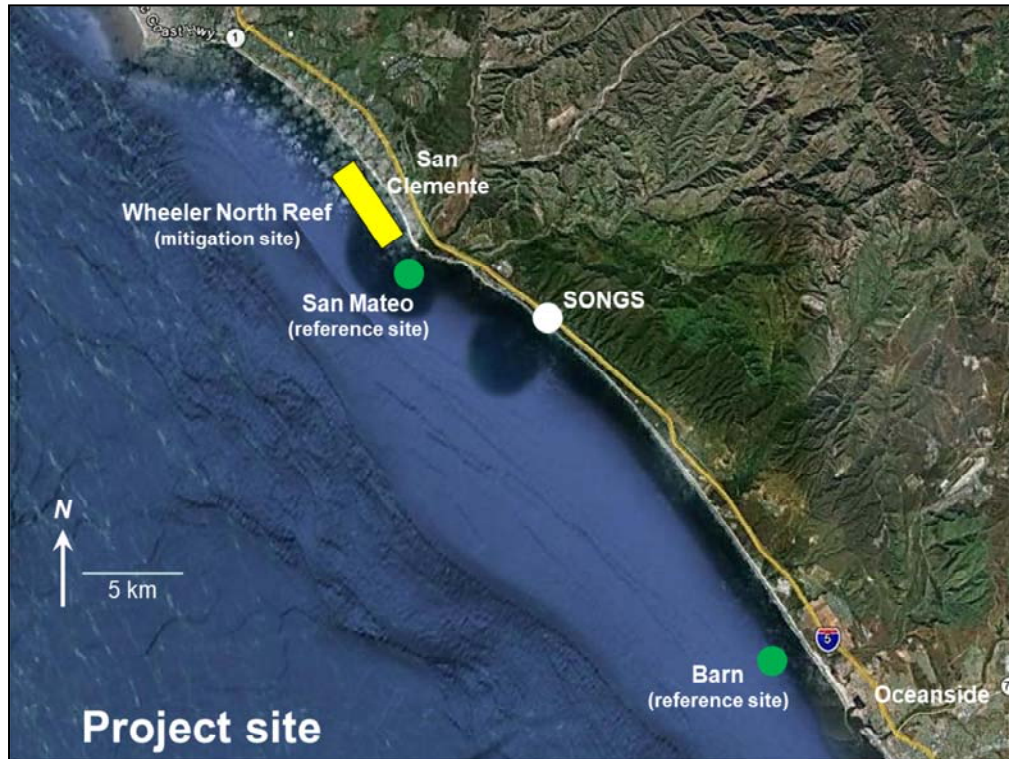 Coast Hwy
1
San
Clemente
Wheeler North Reef
(mitigation site)
San Mateo
(reference site)
SONGS
N
5 km
5
Barn
(reference site)
Oceanside
Project site